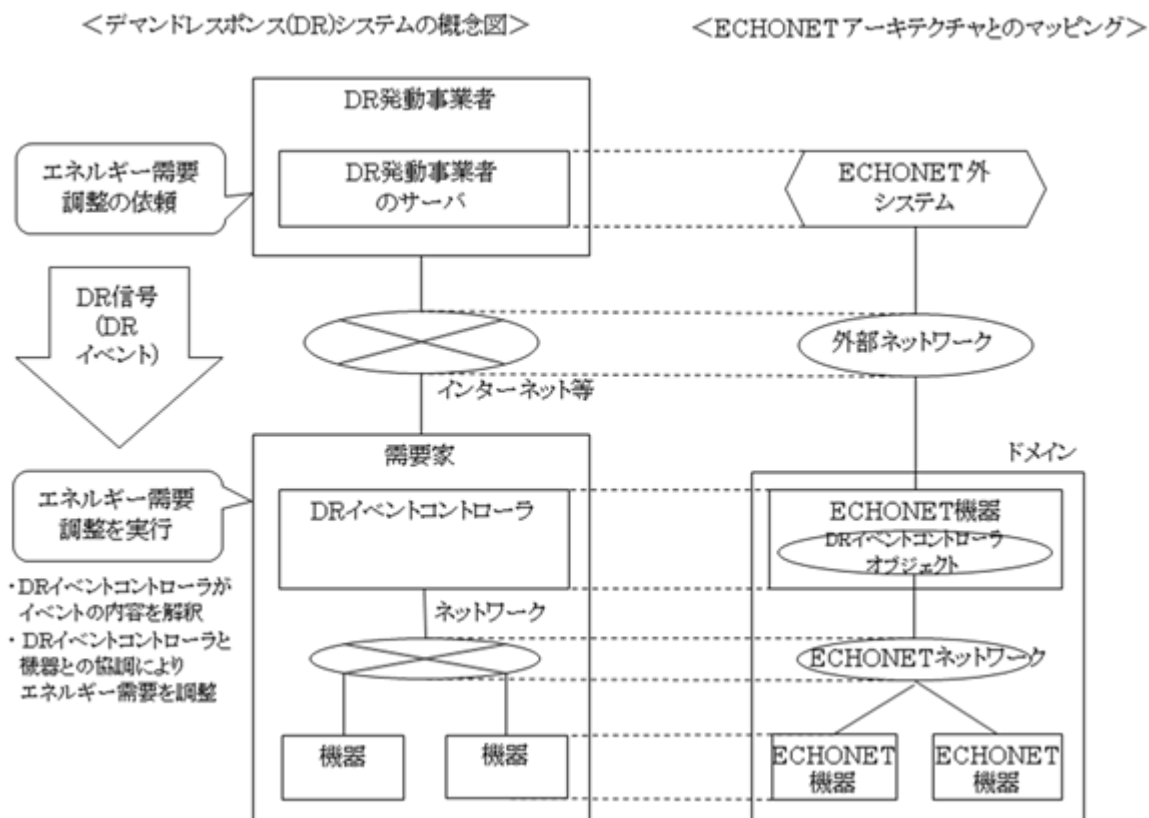 <デマンドレスポンス(DR)システムの概念図>
<ECHONETアーキテクチャとのマッピング>
DR発動事業者
エネルギー需要
調整の依頼
DR発動事業者
のサーバ
ECHONET外
システム
DR信号
(DR
イベント)
外部ネットワーク
インターネット等
需要家
ドメイン
エネルギー需要
調整を実行
DRイベントコントローラ
ECHONET機器
DRイベントコントローラ
オブジェクト
・DRイベントコントローラが
イベントの内容を解釈
・DRイベントコントローラと
機器との協調により
エネルギー需要を調整
ネットワーク
ECHONETネットワーク
機器
機器
ECHONET
機器
ECHONET
機器